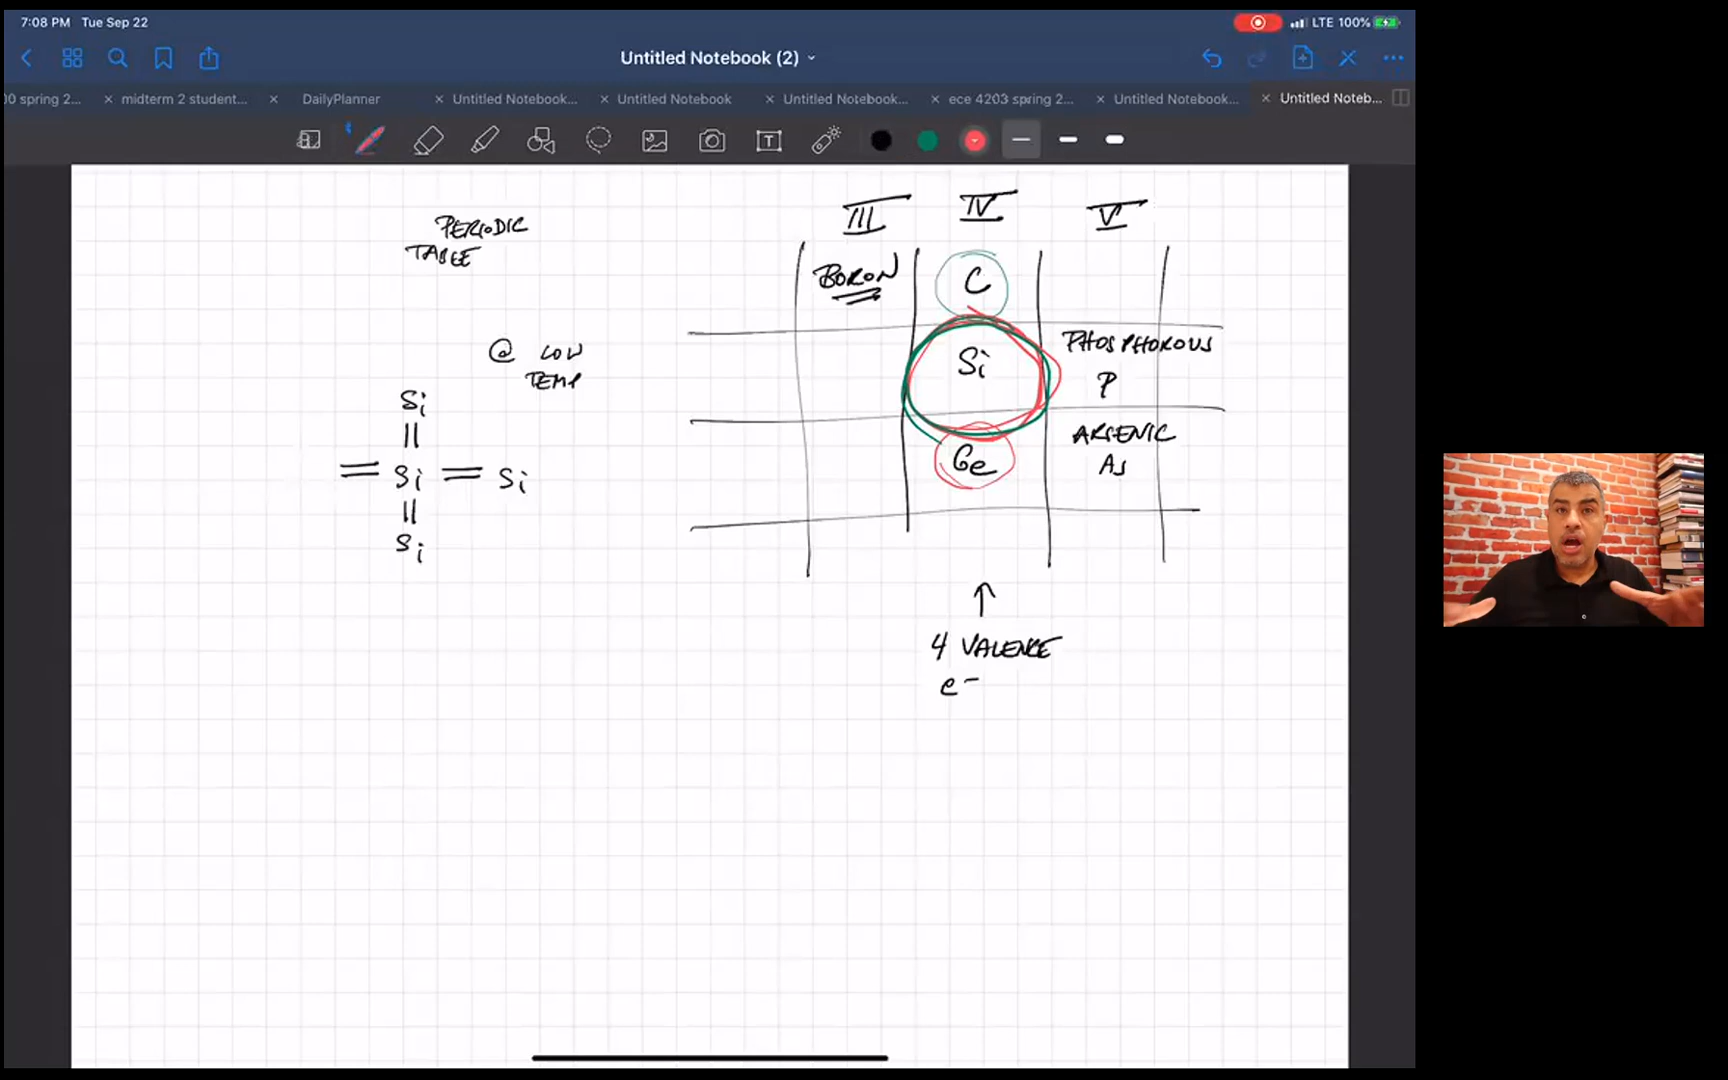 7:08 PM Tue Sep 22
LTE 100%
Untitled Notebook (2)
00 spring 2...
midterm 2 student...
DailyPlanner
Untitled Notebook...
Untitled Notebook
Untitled Notebook...
ece 4203 spring 2...
Untitled Notebook...
Untitled Noteb...
T
PERIODIC
TABLE
III IV V
BORON C
@ LOW
TEMP
Si PHOSPHOROUS
P
Ge ARSENIC
As
Si
||
= Si = Si
||
Si
↑
4 VALENCE
e-